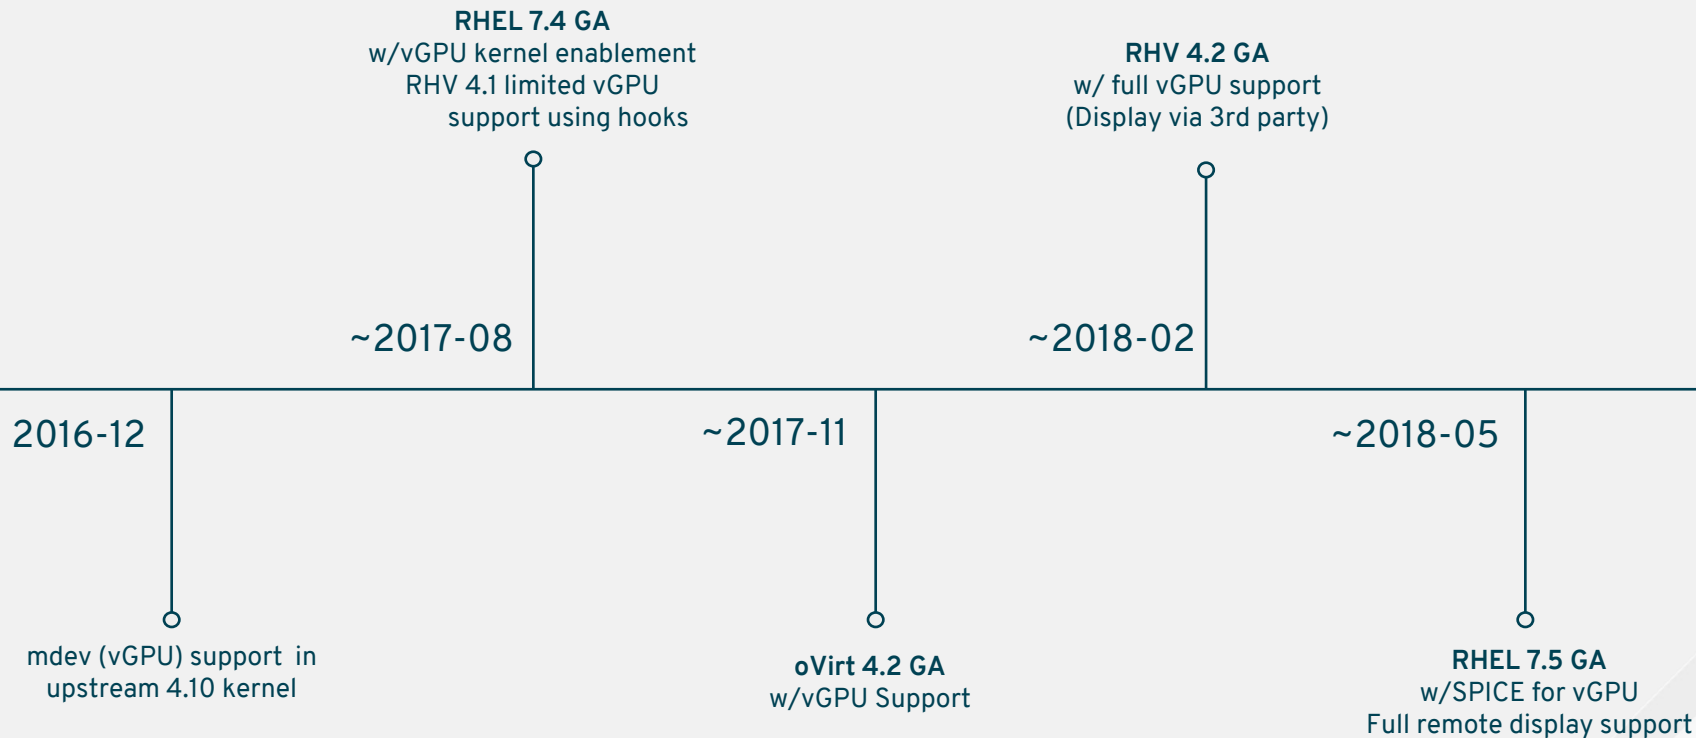 RHEL 7.4 GA
w/vGPU kernel enablement
RHV 4.1 limited vGPU
support using hooks
RHV 4.2 GA
w/ full vGPU support
(Display via 3rd party)
~2017-08
~2018-02
2016-12
~2017-11
~2018-05
mdev (vGPU) support in
upstream 4.10 kernel
oVirt 4.2 GA
w/vGPU Support
RHEL 7.5 GA
w/SPICE for vGPU
Full remote display support